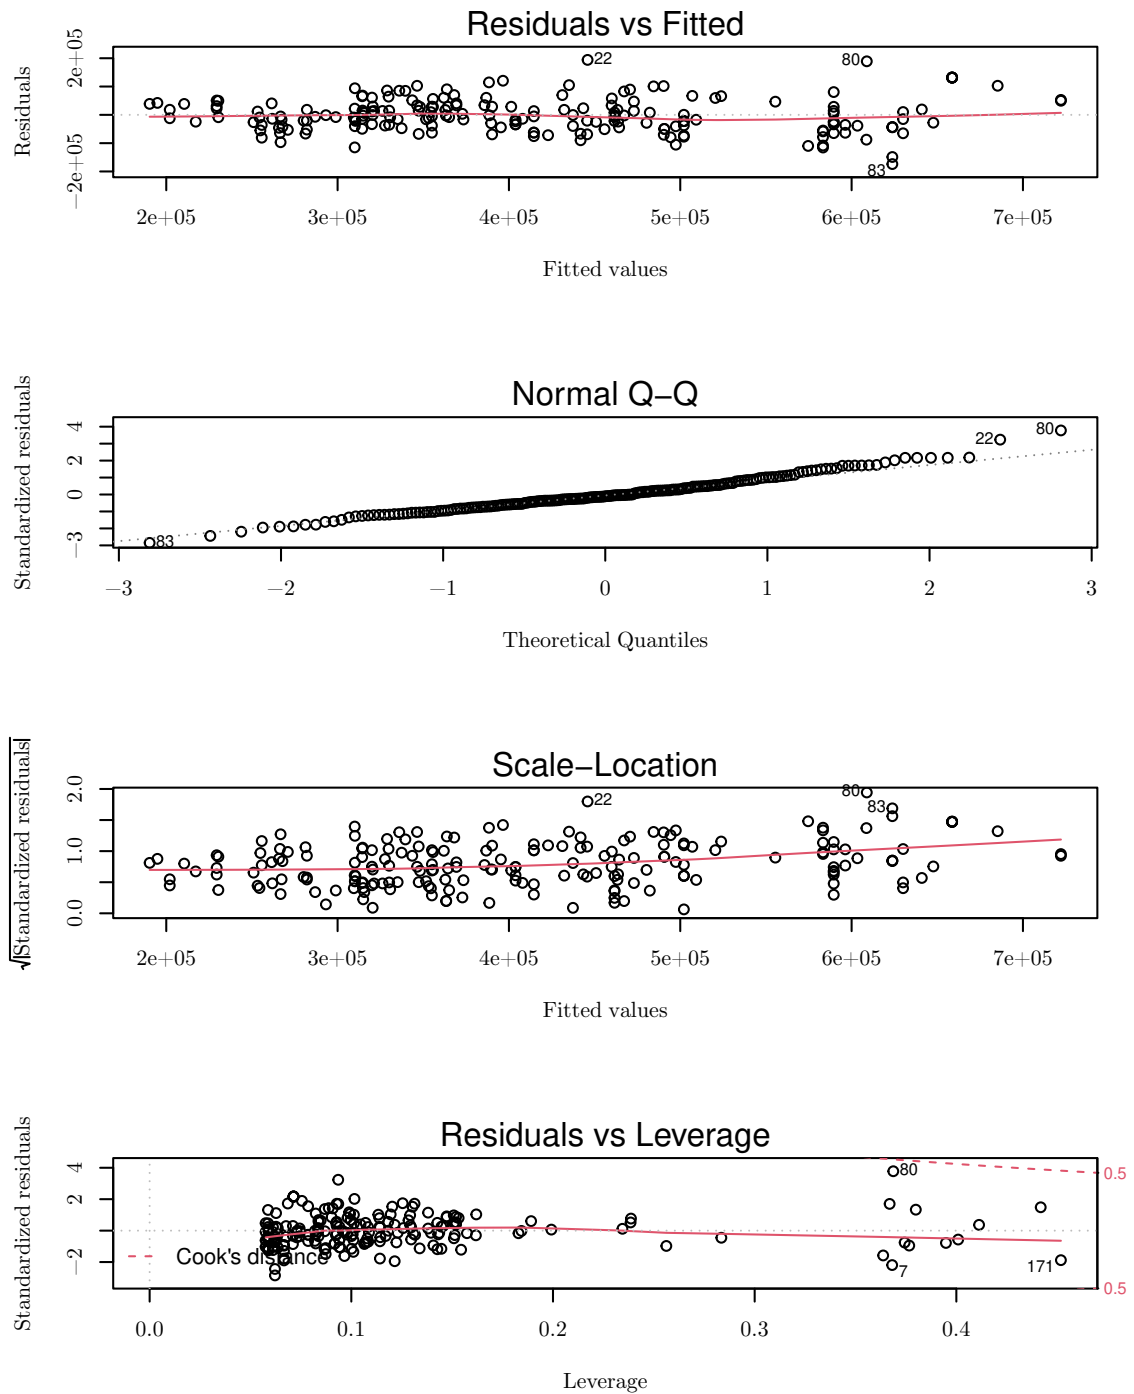 Residuals vs Fitted
Residuals
−2e+05 2e+05
22
80
83
2e+05 3e+05 4e+05 5e+05 6e+05 7e+05
Fitted values
Normal Q−Q
Standardized residuals
−3 0 2 4
22
80
83
−3 −2 −1 0 1 2 3
Theoretical Quantiles
Scale−Location
√|Standardized residuals|
0.0 1.0 2.0
22
80
83
2e+05 3e+05 4e+05 5e+05 6e+05 7e+05
Fitted values
Residuals vs Leverage
Standardized residuals
−2 2 4
80
0.5
Cook's distance
7
171
0.5
0.0 0.1 0.2 0.3 0.4
Leverage